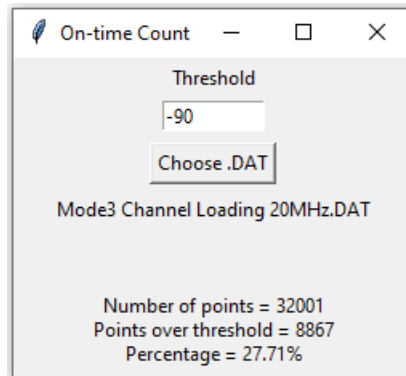 On-time Count
Threshold
-90
Choose .DAT
Mode3 Channel Loading 20MHz.DAT
Number of points = 32001
Points over threshold = 8867
Percentage = 27.71%